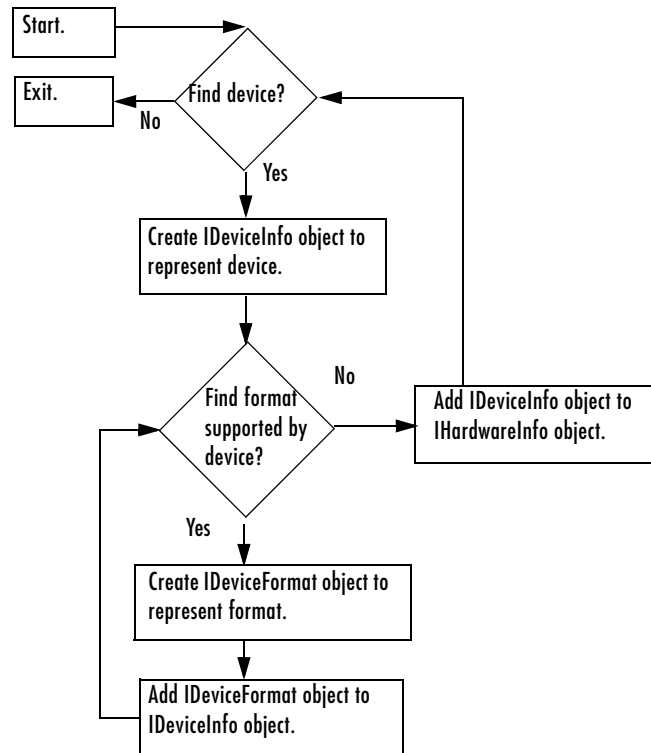 Start.
Exit.
Find device?
No
Yes
Create IDeviceInfo object to
represent device.
No
Find format
supported by
device?
Add IDeviceInfo object to
IHardwareInfo object.
Yes
Create IDeviceFormat object to
represent format.
Add IDeviceFormat object to
IDeviceInfo object.